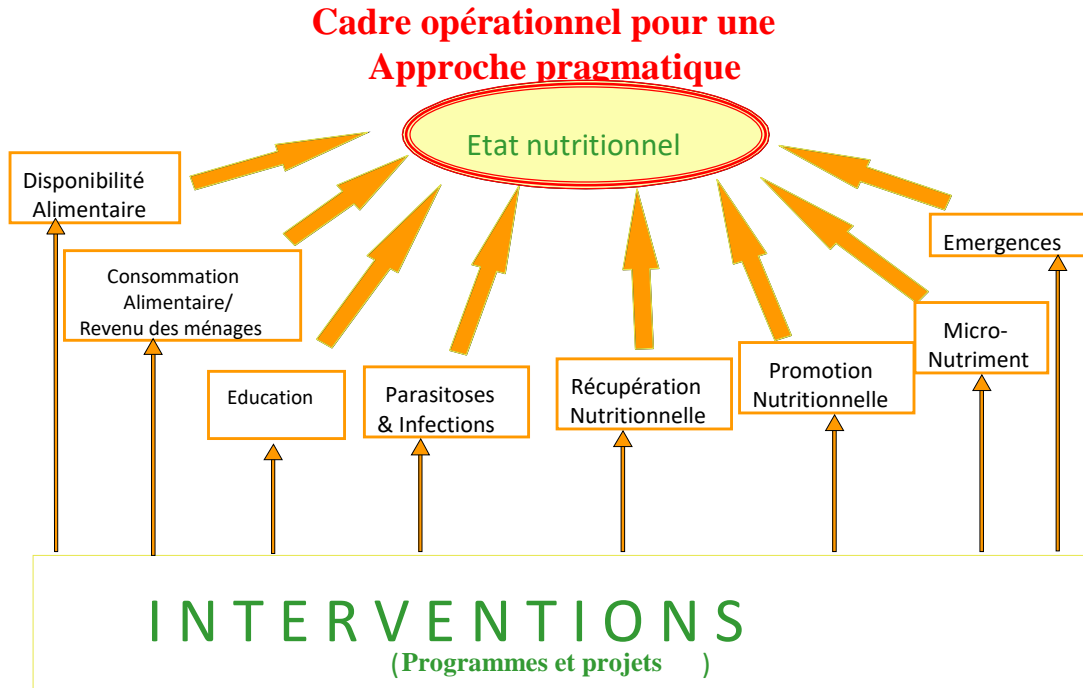 Cadre opérationnel pour une
Approche pragmatique
Etat nutritionnel
Disponibilité
Alimentaire
Consommation
Alimentaire/
Revenu des ménages
Education
Parasitoses
& Infections
Récupération
Nutritionnelle
Promotion
Nutritionnelle
Micro-
Nutriment
Emergences
INTERVENTIONS
(Programmes et projets )